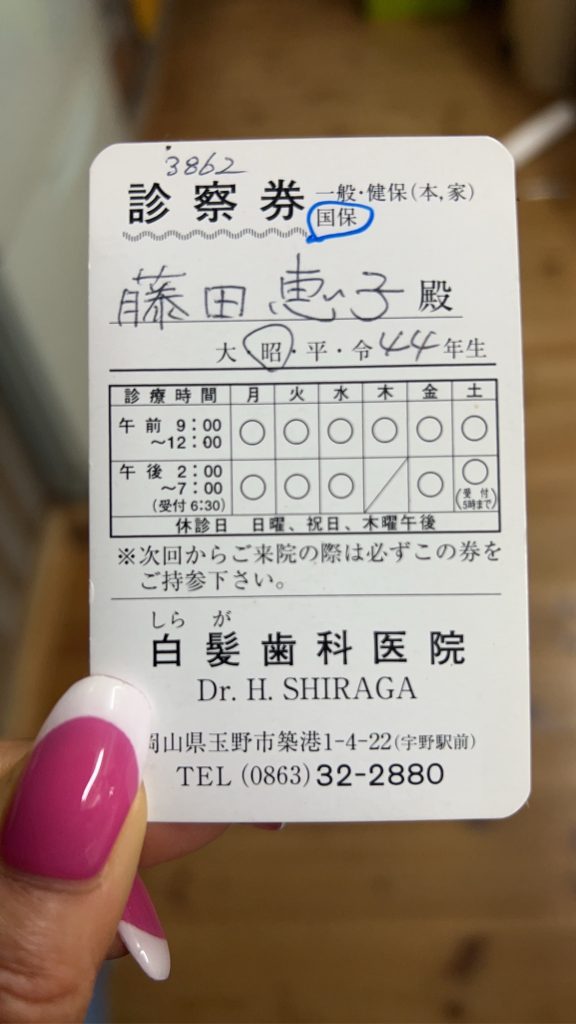 3862
診察券 一般・健保(本,家)
国保
藤田恵子殿
大・昭・平・令44年生
診療時間 月 火 水 木 金 土
午前 9:00 ○ ○ ○ ○ ○ ○
～12:00
午後 2:00 ○ ○ ○ ／ ○ ○
～7:00 (受付
(受付 6:30) 5時まで)
休診日 日曜、祝日、木曜午後
※次回からご来院の際は必ずこの券を
ご持参下さい。
しらが
白髪歯科医院
Dr. H. SHIRAGA
岡山県玉野市築港1-4-22(宇野駅前)
TEL (0863) 32-2880